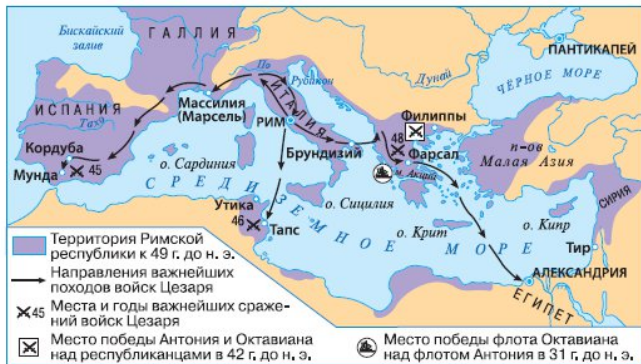 Бискайский
залив
ГАЛЛИЯ
ПАНТИКАПЕЙ
ЧЁРНОЕ МОРЕ
По
Рубикон
Дунай
Массилия
(Марсель)
ИТАЛИЯ
ИСПАНИЯ
Тахо
РИМ
Филиппы
48
Кордуба
Брундизий
Фарсал
п-ов
Малая Азия
о. Сардиния
м. Акций
Мунда
45
СРЕДИЗЕМНОЕ МОРЕ
СИРИЯ
Утика
о. Сицилия
46
Тапс
о. Крит
о. Кипр
Тир
АЛЕКСАНДРИЯ
ЕГИПЕТ
Территория Римской
республики к 49 г. до н. э.
Направления важнейших
походов войск Цезаря
45 Места и годы важнейших сраже-
ний войск Цезаря
Место победы Антония и Октавиана
над республиканцами в 42 г. до н. э.
Место победы флота Октавиана
над флотом Антония в 31 г. до н. э.